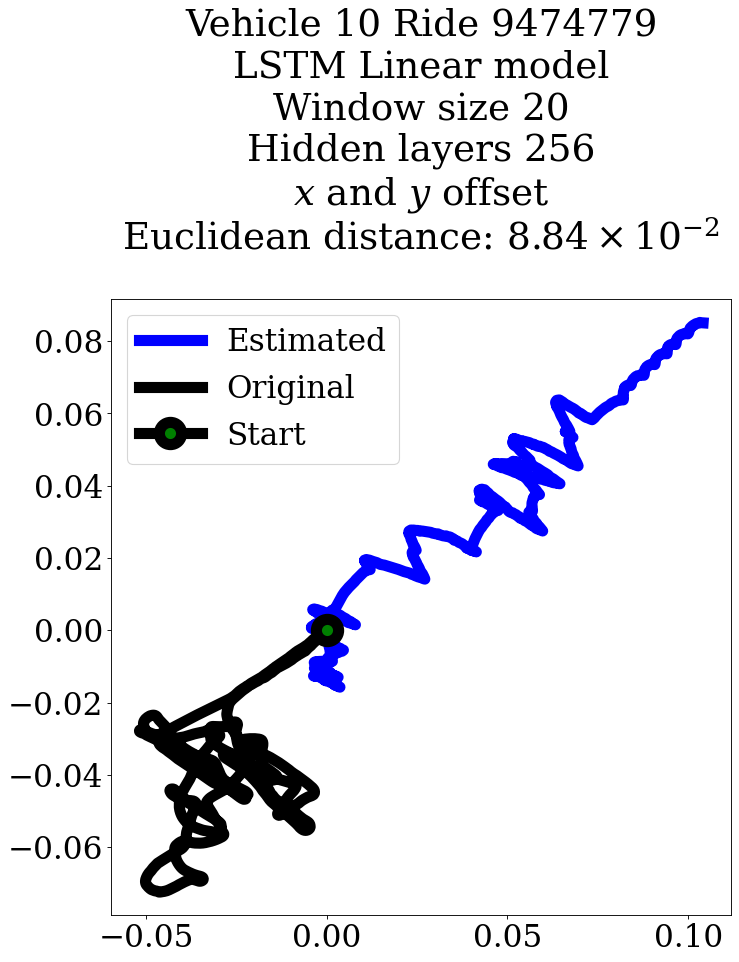 Vehicle 10 Ride 9474779
LSTM Linear model
Window size 20
Hidden layers 256
x and y offset
Euclidean distance: 8.84 × 10⁻²
Estimated
Original
Start
0.08
0.06
0.04
0.02
0.00
−0.02
−0.04
−0.06
−0.05 0.00 0.05 0.10